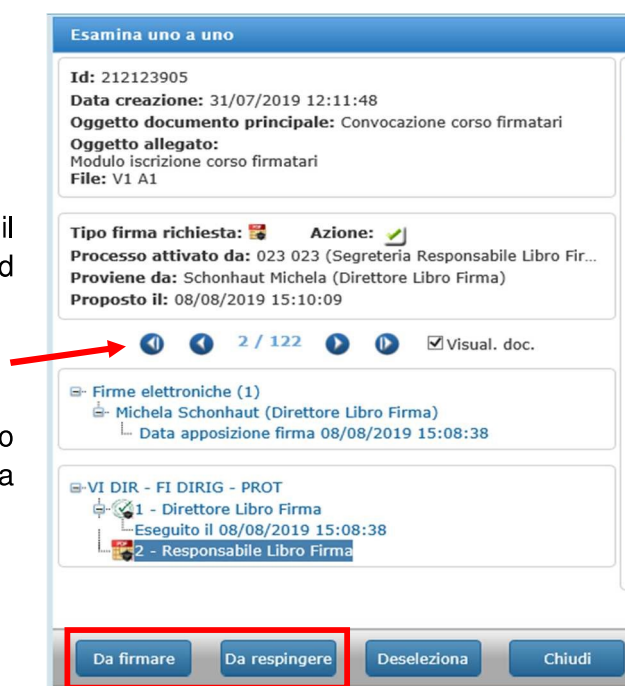 Esamina uno a uno
Id: 212123905
Data creazione: 31/07/2019 12:11:48
Oggetto documento principale: Convocazione corso firmatari
Oggetto allegato:
Modulo iscrizione corso firmatari
File: V1 A1
il
d
Tipo firma richiesta: Azione:
Processo attivato da: 023 023 (Segreteria Responsabile Libro Fir...
Proviene da: Schonhaut Michela (Direttore Libro Firma)
Proposto il: 08/08/2019 15:10:09
2 / 122 Visual. doc.
Firme elettroniche (1)
Michela Schonhaut (Direttore Libro Firma)
Data apposizione firma 08/08/2019 15:08:38
o
a
VI DIR - FI DIRIG - PROT
1 - Direttore Libro Firma
Eseguito il 08/08/2019 15:08:38
2 - Responsabile Libro Firma
Da firmare Da respingere Deseleziona Chiudi